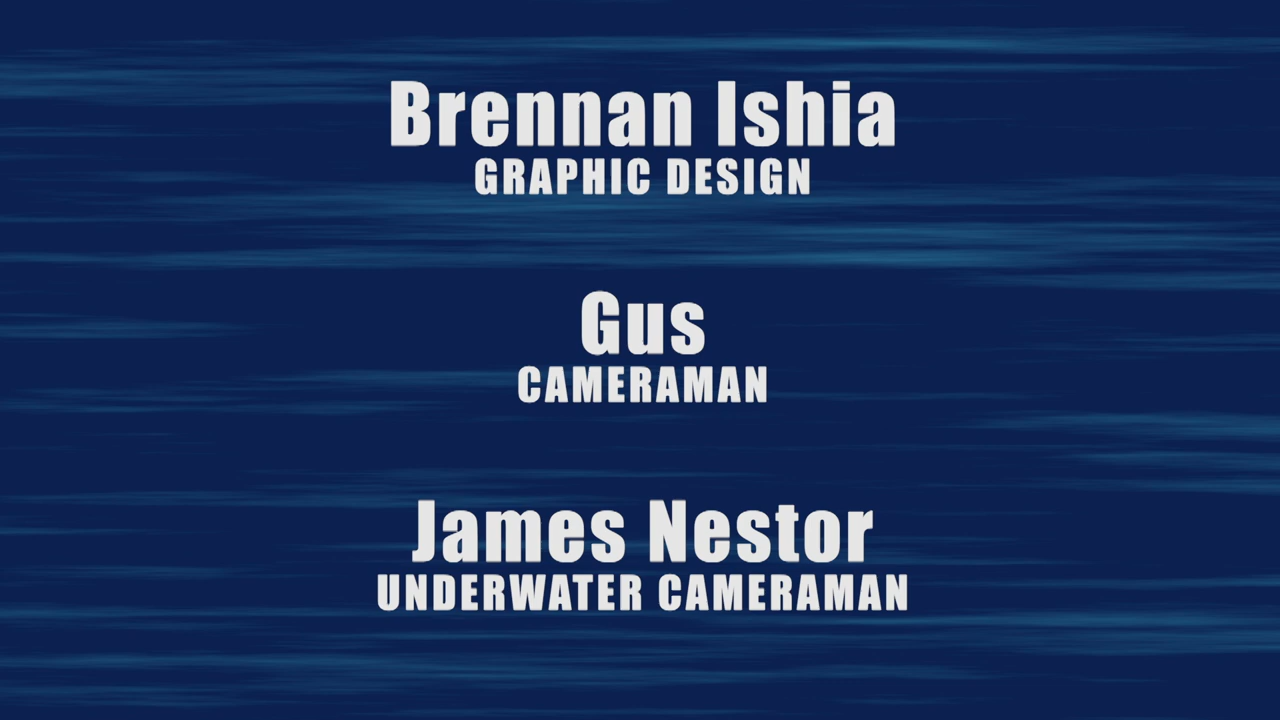 Brennan Ishia
GRAPHIC DESIGN
Gus
CAMERAMAN
James Nestor
UNDERWATER CAMERAMAN